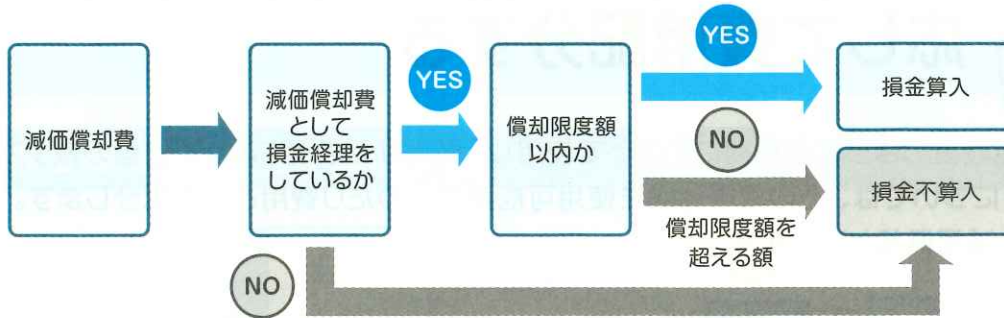 減価償却費
減価償却費
として
損金経理を
しているか
YES
償却限度額
以内か
YES
損金算入
NO
償却限度額を
超える額
損金不算入
NO